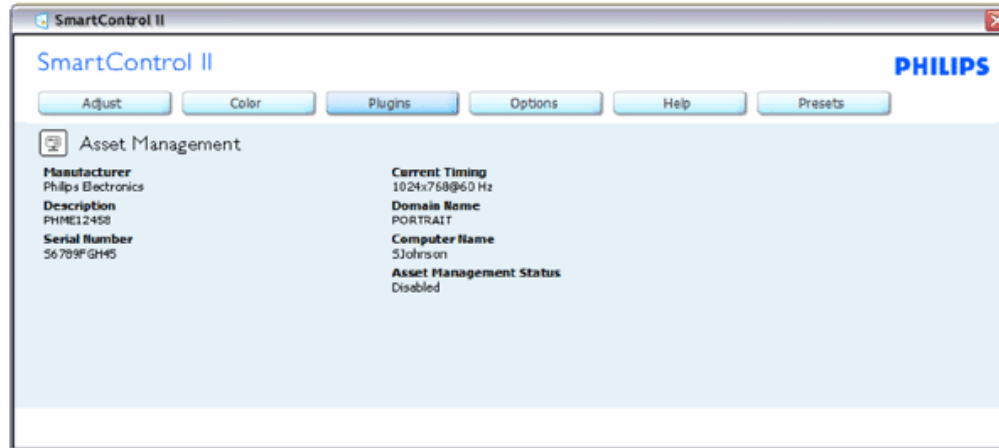 SmartControl II
SmartControl II
PHILIPS
Adjust Color Plugins Options Help Presets
Asset Management
Manufacturer
Philips Electronics
Description
PHME12458
Serial Number
56789FGH45
Current Timing
1024x768@60 Hz
Domain Name
PORTRAIT
Computer Name
SJohnson
Asset Management Status
Disabled